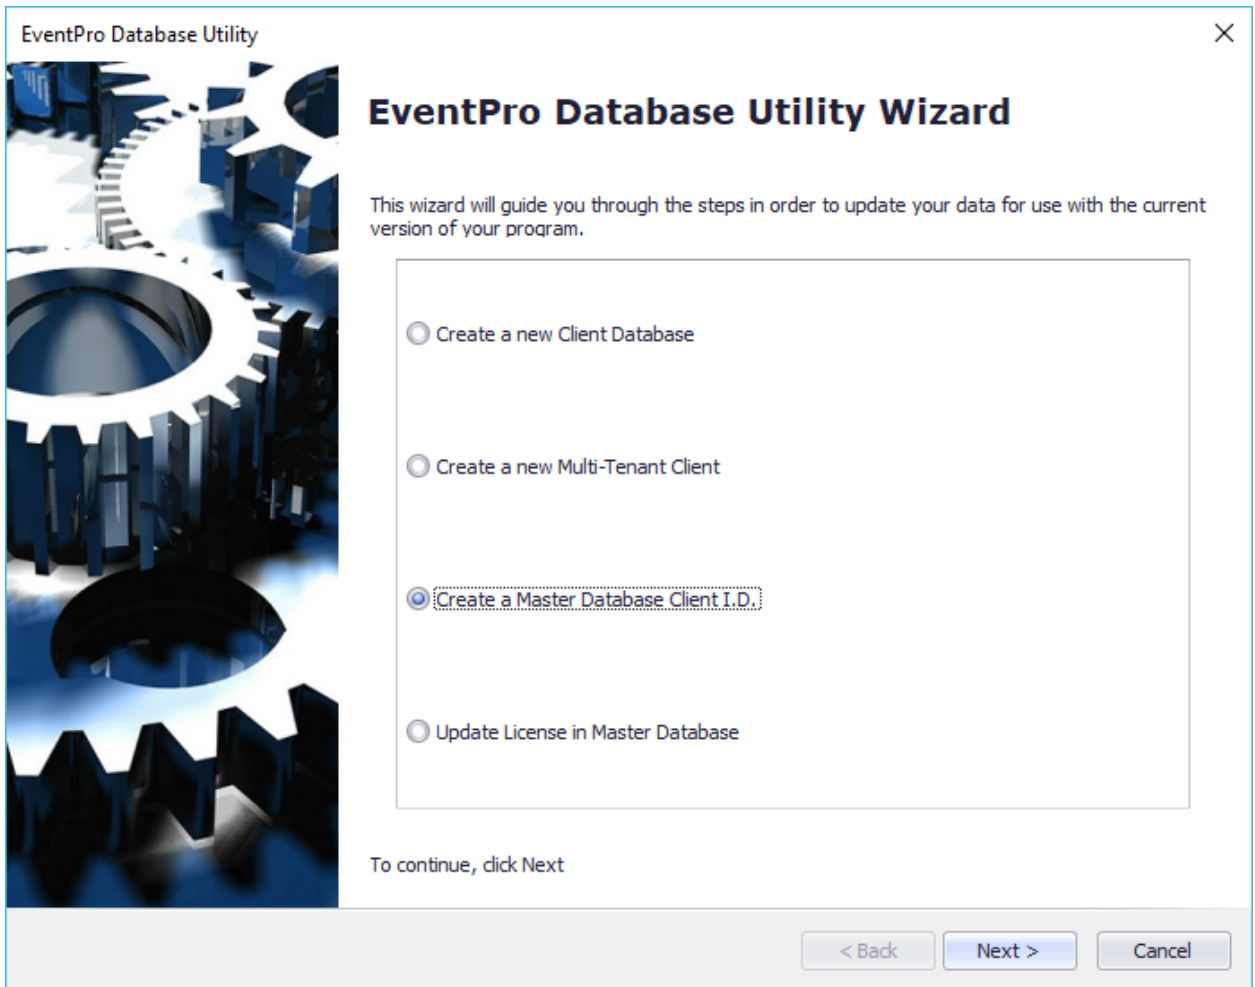 EventPro Database Utility
EventPro Database Utility Wizard
This wizard will guide you through the steps in order to update your data for use with the current
version of your program.
Create a new Client Database
Create a new Multi-Tenant Client
Create a Master Database Client I.D.
Update License in Master Database
To continue, click Next
< Back
Next >
Cancel